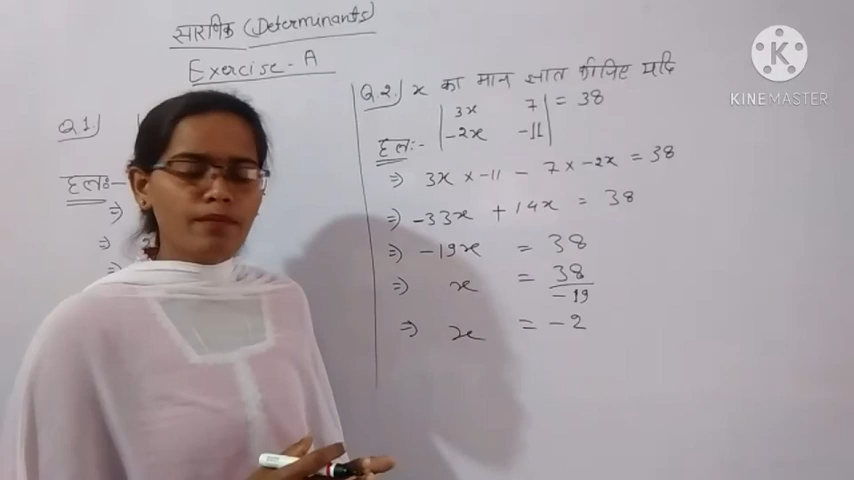 सारणिक (Determinants)
Exercise - A
Q1)
हलः-
⇒
⇒
⇒
Q2.) x का मान ज्ञात कीजिए यदि
| 3x 7 | = 38
| -2x -11 |
हलः-
⇒ 3x × -11 - 7 × -2x = 38
⇒ -33x + 14x = 38
⇒ -19x = 38
⇒ x = 38/-19
⇒ x = -2
K
KINEMASTER